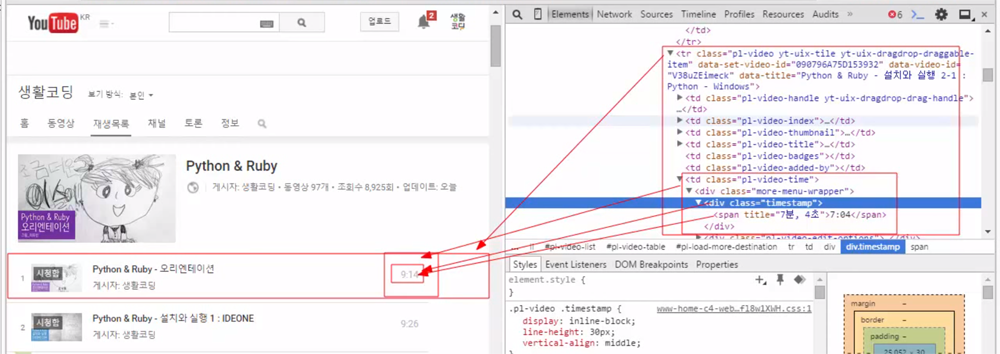 YouTube KR
업로드
2
생활
코딩
생활코딩 보기 방식: 본인
홈 동영상 재생목록 채널 토론 정보
Python & Ruby
오리엔테이션
Python & Ruby
게시자: 생활코딩 • 동영상 97개 • 조회수 8,925회 • 업데이트: 오늘
1
시청함
Python & Ruby - 오리엔테이션
게시자: 생활코딩
9:14
2
시청함
Python & Ruby - 설치와 실행 1 : IDEONE
게시자: 생활코딩
9:26
Elements Network Sources Timeline Profiles Resources Audits » 6
</td>
</tr>
▼<tr class="pl-video yt-uix-tile yt-uix-dragdrop-draggable-
item" data-set-video-id="090796A75D153932" data-video-id=
"V38uZEimeck" data-title="Python & Ruby - 설치와 실행 2-1 :
Python - Windows">
▶<td class="pl-video-handle yt-uix-dragdrop-drag-handle">
…</td>
▶<td class="pl-video-index">…</td>
▶<td class="pl-video-thumbnail">…</td>
▶<td class="pl-video-title">…</td>
<td class="pl-video-badges"></td>
<td class="pl-video-added-by"></td>
▼<td class="pl-video-time">
▼<div class="more-menu-wrapper">
▼<div class="timestamp">
<span title="7분, 4초">7:04</span>
</div>
▶<div class="pl-video-edit-options">…</div>
... #pl-video-list #pl-video-table #pl-load-more-destination tr td div div.timestamp span
Styles Event Listeners DOM Breakpoints Properties
element.style {
}
.pl-video .timestamp { www-home-c4-web…fl8w1XWH.css:1
display: inline-block;
line-height: 30px;
vertical-align: middle;
margin –
border –
padding –